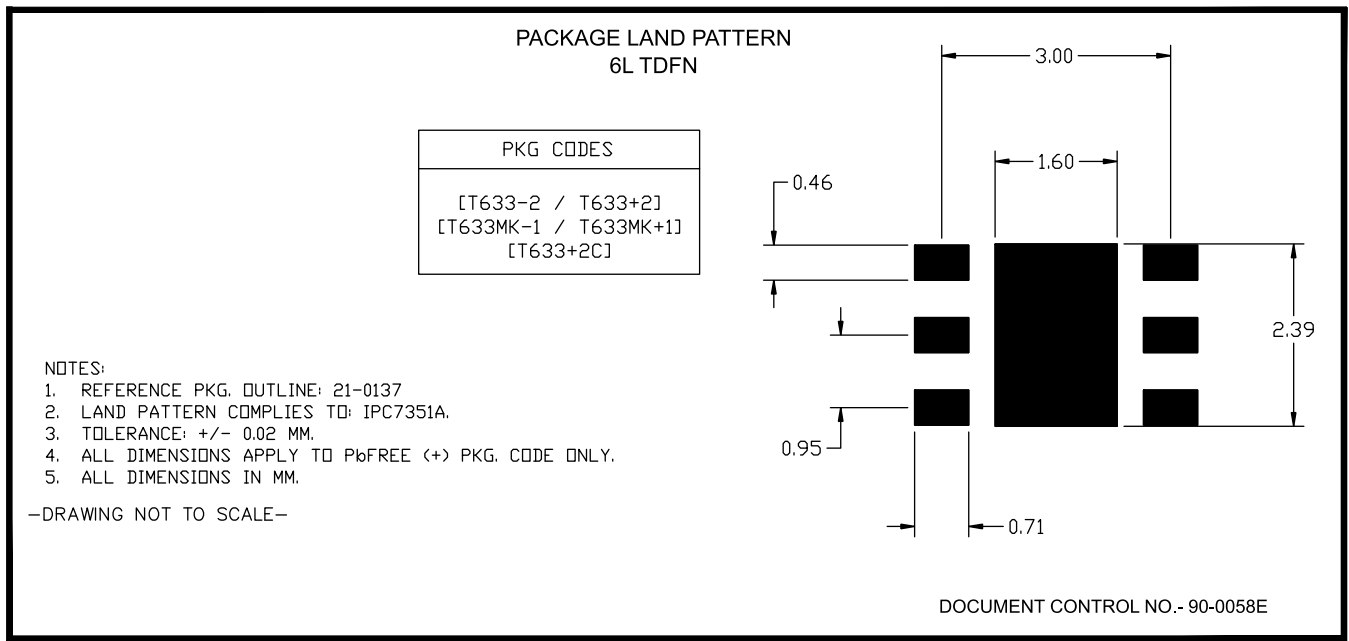 PACKAGE LAND PATTERN
6L TDFN
PKG CODES
[T633-2 / T633+2]
[T633MK-1 / T633MK+1]
[T633+2C]
3.00
1.60
0.46
2.39
0.95
0.71
NOTES:
1. REFERENCE PKG. OUTLINE: 21-0137
2. LAND PATTERN COMPLIES TO: IPC7351A.
3. TOLERANCE: +/- 0.02 MM.
4. ALL DIMENSIONS APPLY TO PbFREE (+) PKG. CODE ONLY.
5. ALL DIMENSIONS IN MM.
-DRAWING NOT TO SCALE-
DOCUMENT CONTROL NO.- 90-0058E